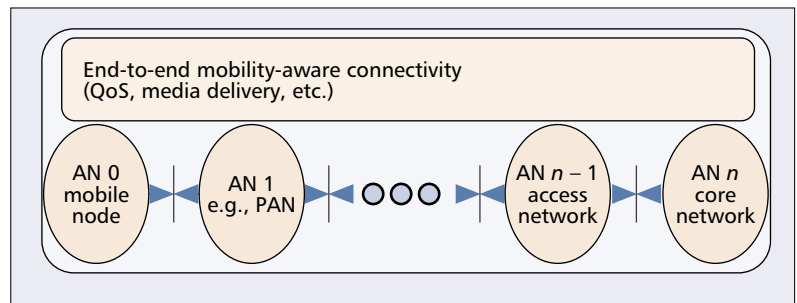 End-to-end mobility-aware connectivity
(QoS, media delivery, etc.)
AN 0
mobile
node
AN 1
e.g., PAN
AN n – 1
access
network
AN n
core
network